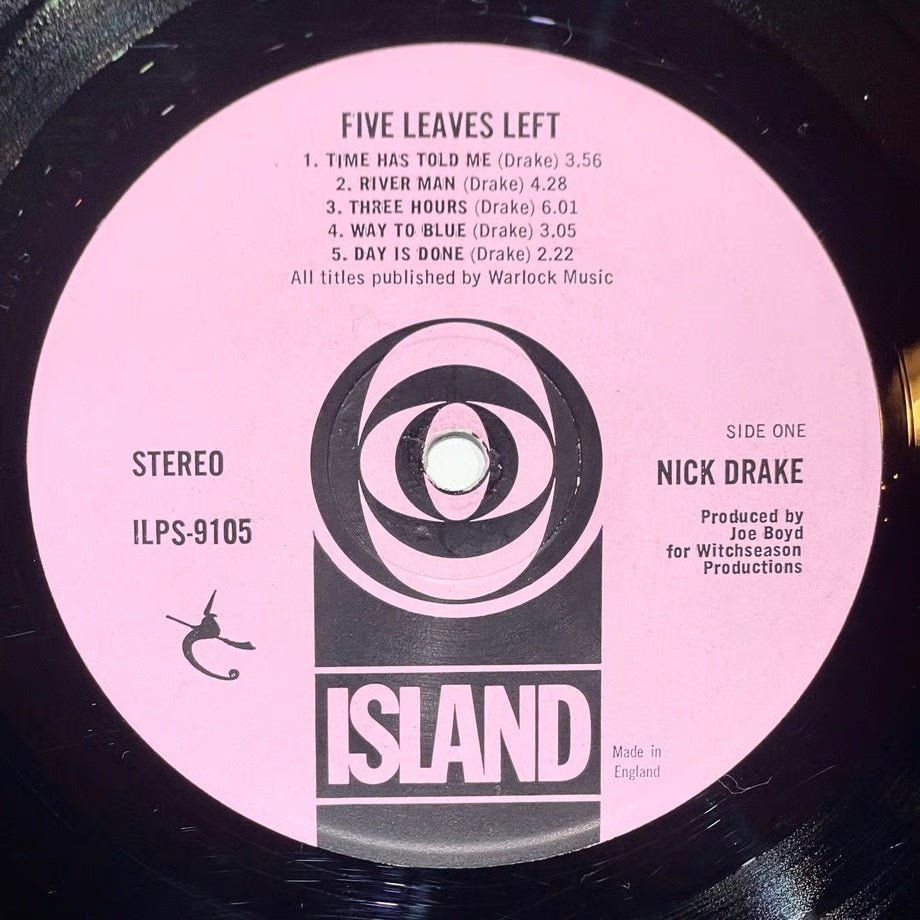 FIVE LEAVES LEFT
1. TIME HAS TOLD ME (Drake) 3.56
2. RIVER MAN (Drake) 4.28
3. THREE HOURS (Drake) 6.01
4. WAY TO BLUE (Drake) 3.05
5. DAY IS DONE (Drake) 2.22
All titles published by Warlock Music
STEREO
ILPS-9105
SIDE ONE
NICK DRAKE
Produced by
Joe Boyd
for Witchseason
Productions
ISLAND
Made in
England